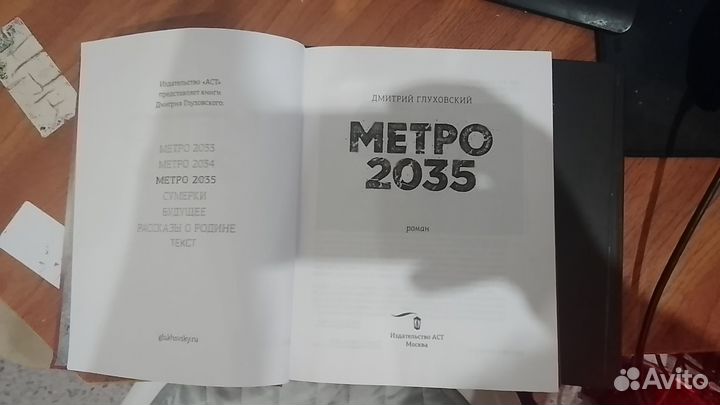 Издательство «АСТ»
представляет книги
Дмитрия Глуховского.
МЕТРО 2033
МЕТРО 2034
МЕТРО 2035
СУМЕРКИ
БУДУЩЕЕ
РАССКАЗЫ О РОДИНЕ
ТЕКСТ
glukhovsky.ru
ДМИТРИЙ ГЛУХОВСКИЙ
МЕТРО
2035
роман
Издательство АСТ
Москва
Avito